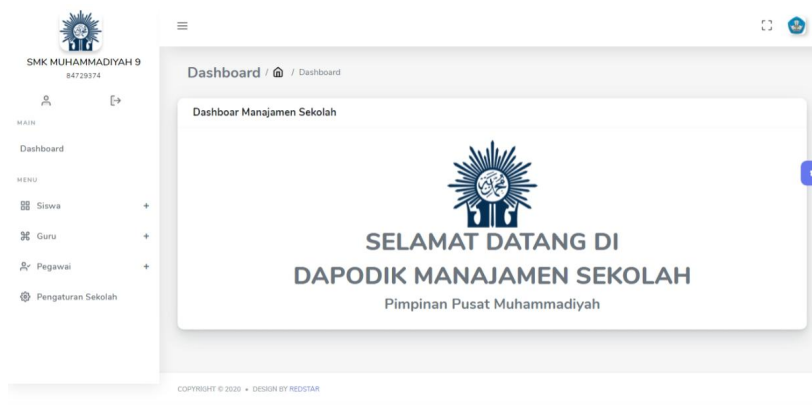 SMK MUHAMMADIYAH 9
84729374
MAIN
Dashboard
MENU
Siswa +
Guru +
Pegawai +
Pengaturan Sekolah
Dashboard / / Dashboard
Dashboar Manajamen Sekolah
SELAMAT DATANG DI
DAPODIK MANAJAMEN SEKOLAH
Pimpinan Pusat Muhammadiyah
COPYRIGHT © 2020 • DESIGN BY REDSTAR